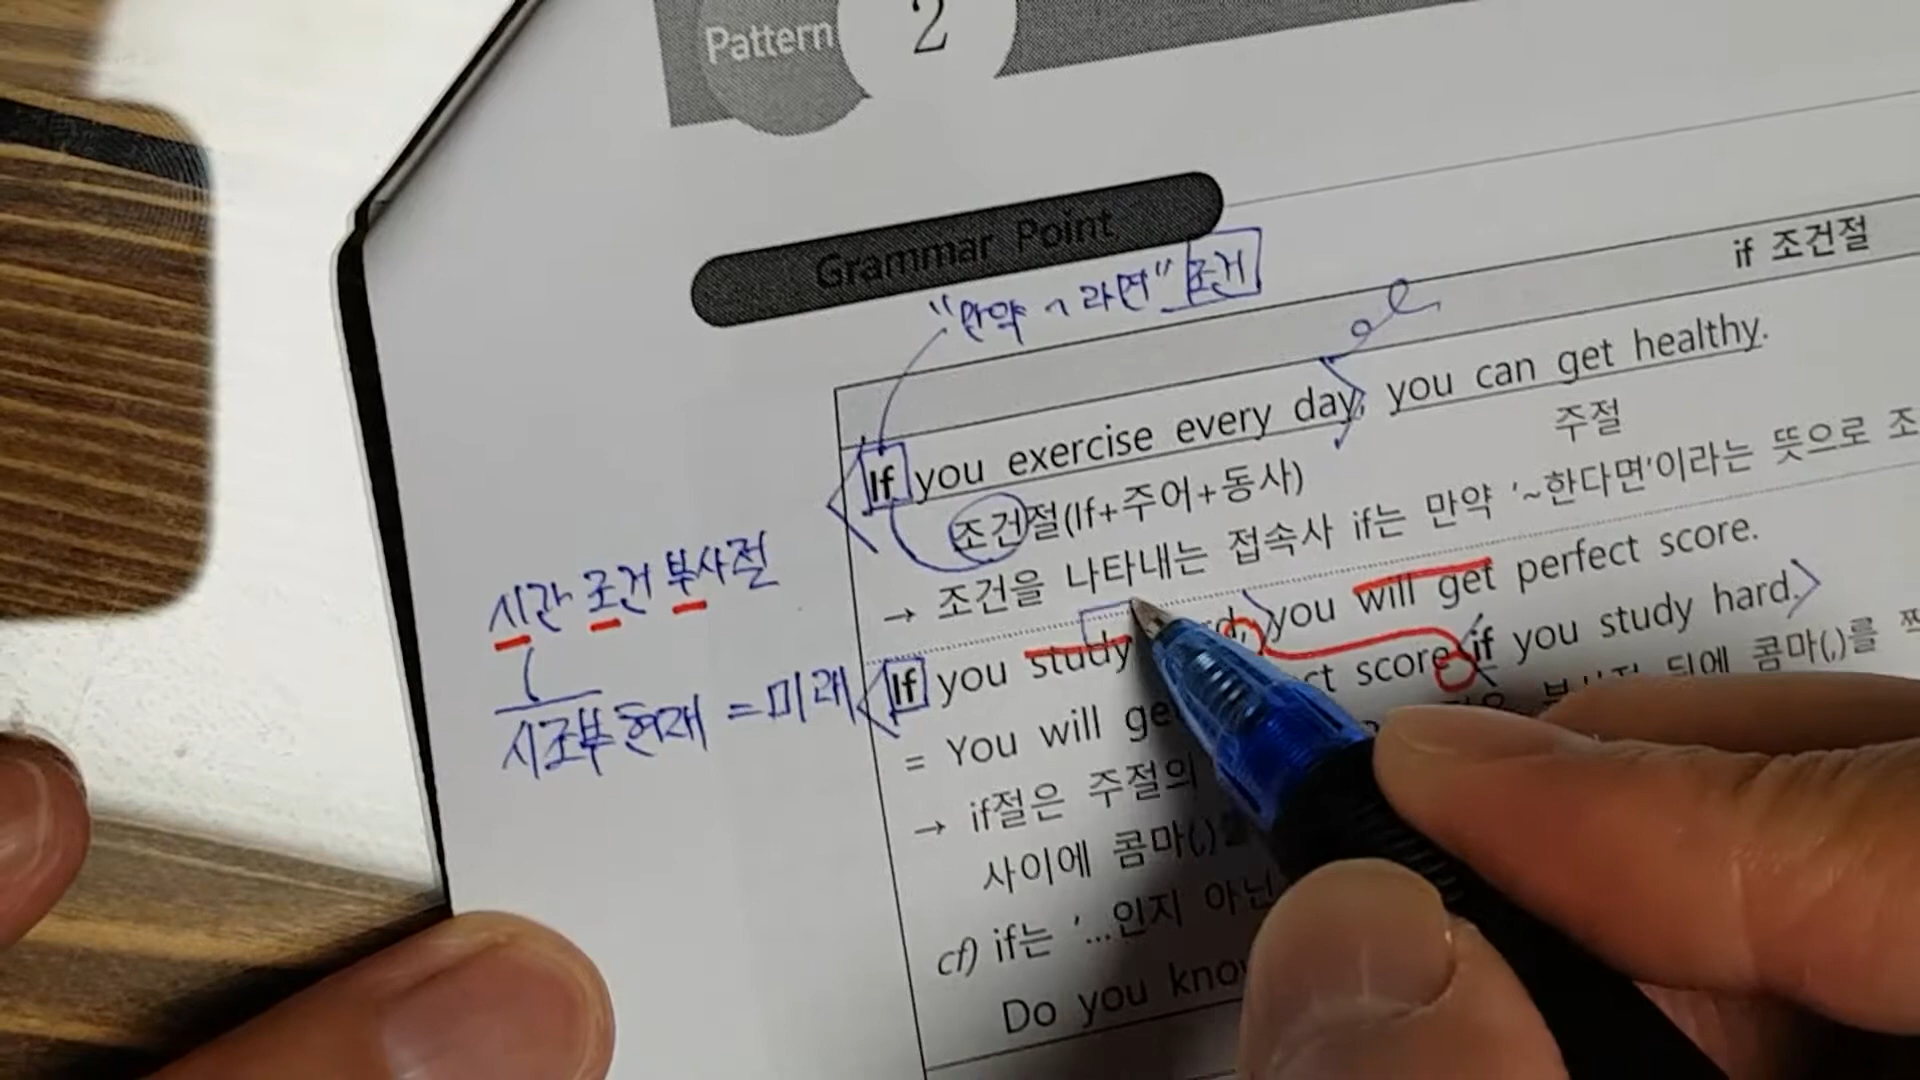 Pattern 2
Grammar Point
"만약 ~ 라면" 조건
if 조건절
If you exercise every day, you can get healthy.
조건절(If+주어+동사)
주절
→ 조건을 나타내는 접속사 if는 만약 '~한다면'이라는 뜻으로 조
시간 조건 부사절
시조부 현재 = 미래
If you study you will get perfect score.
= You will get score if you study hard.
→ if절은 주절의 뒤에 콤마(,)를
사이에 콤마(,)
cf) if는 '...인지 아닌
Do you know